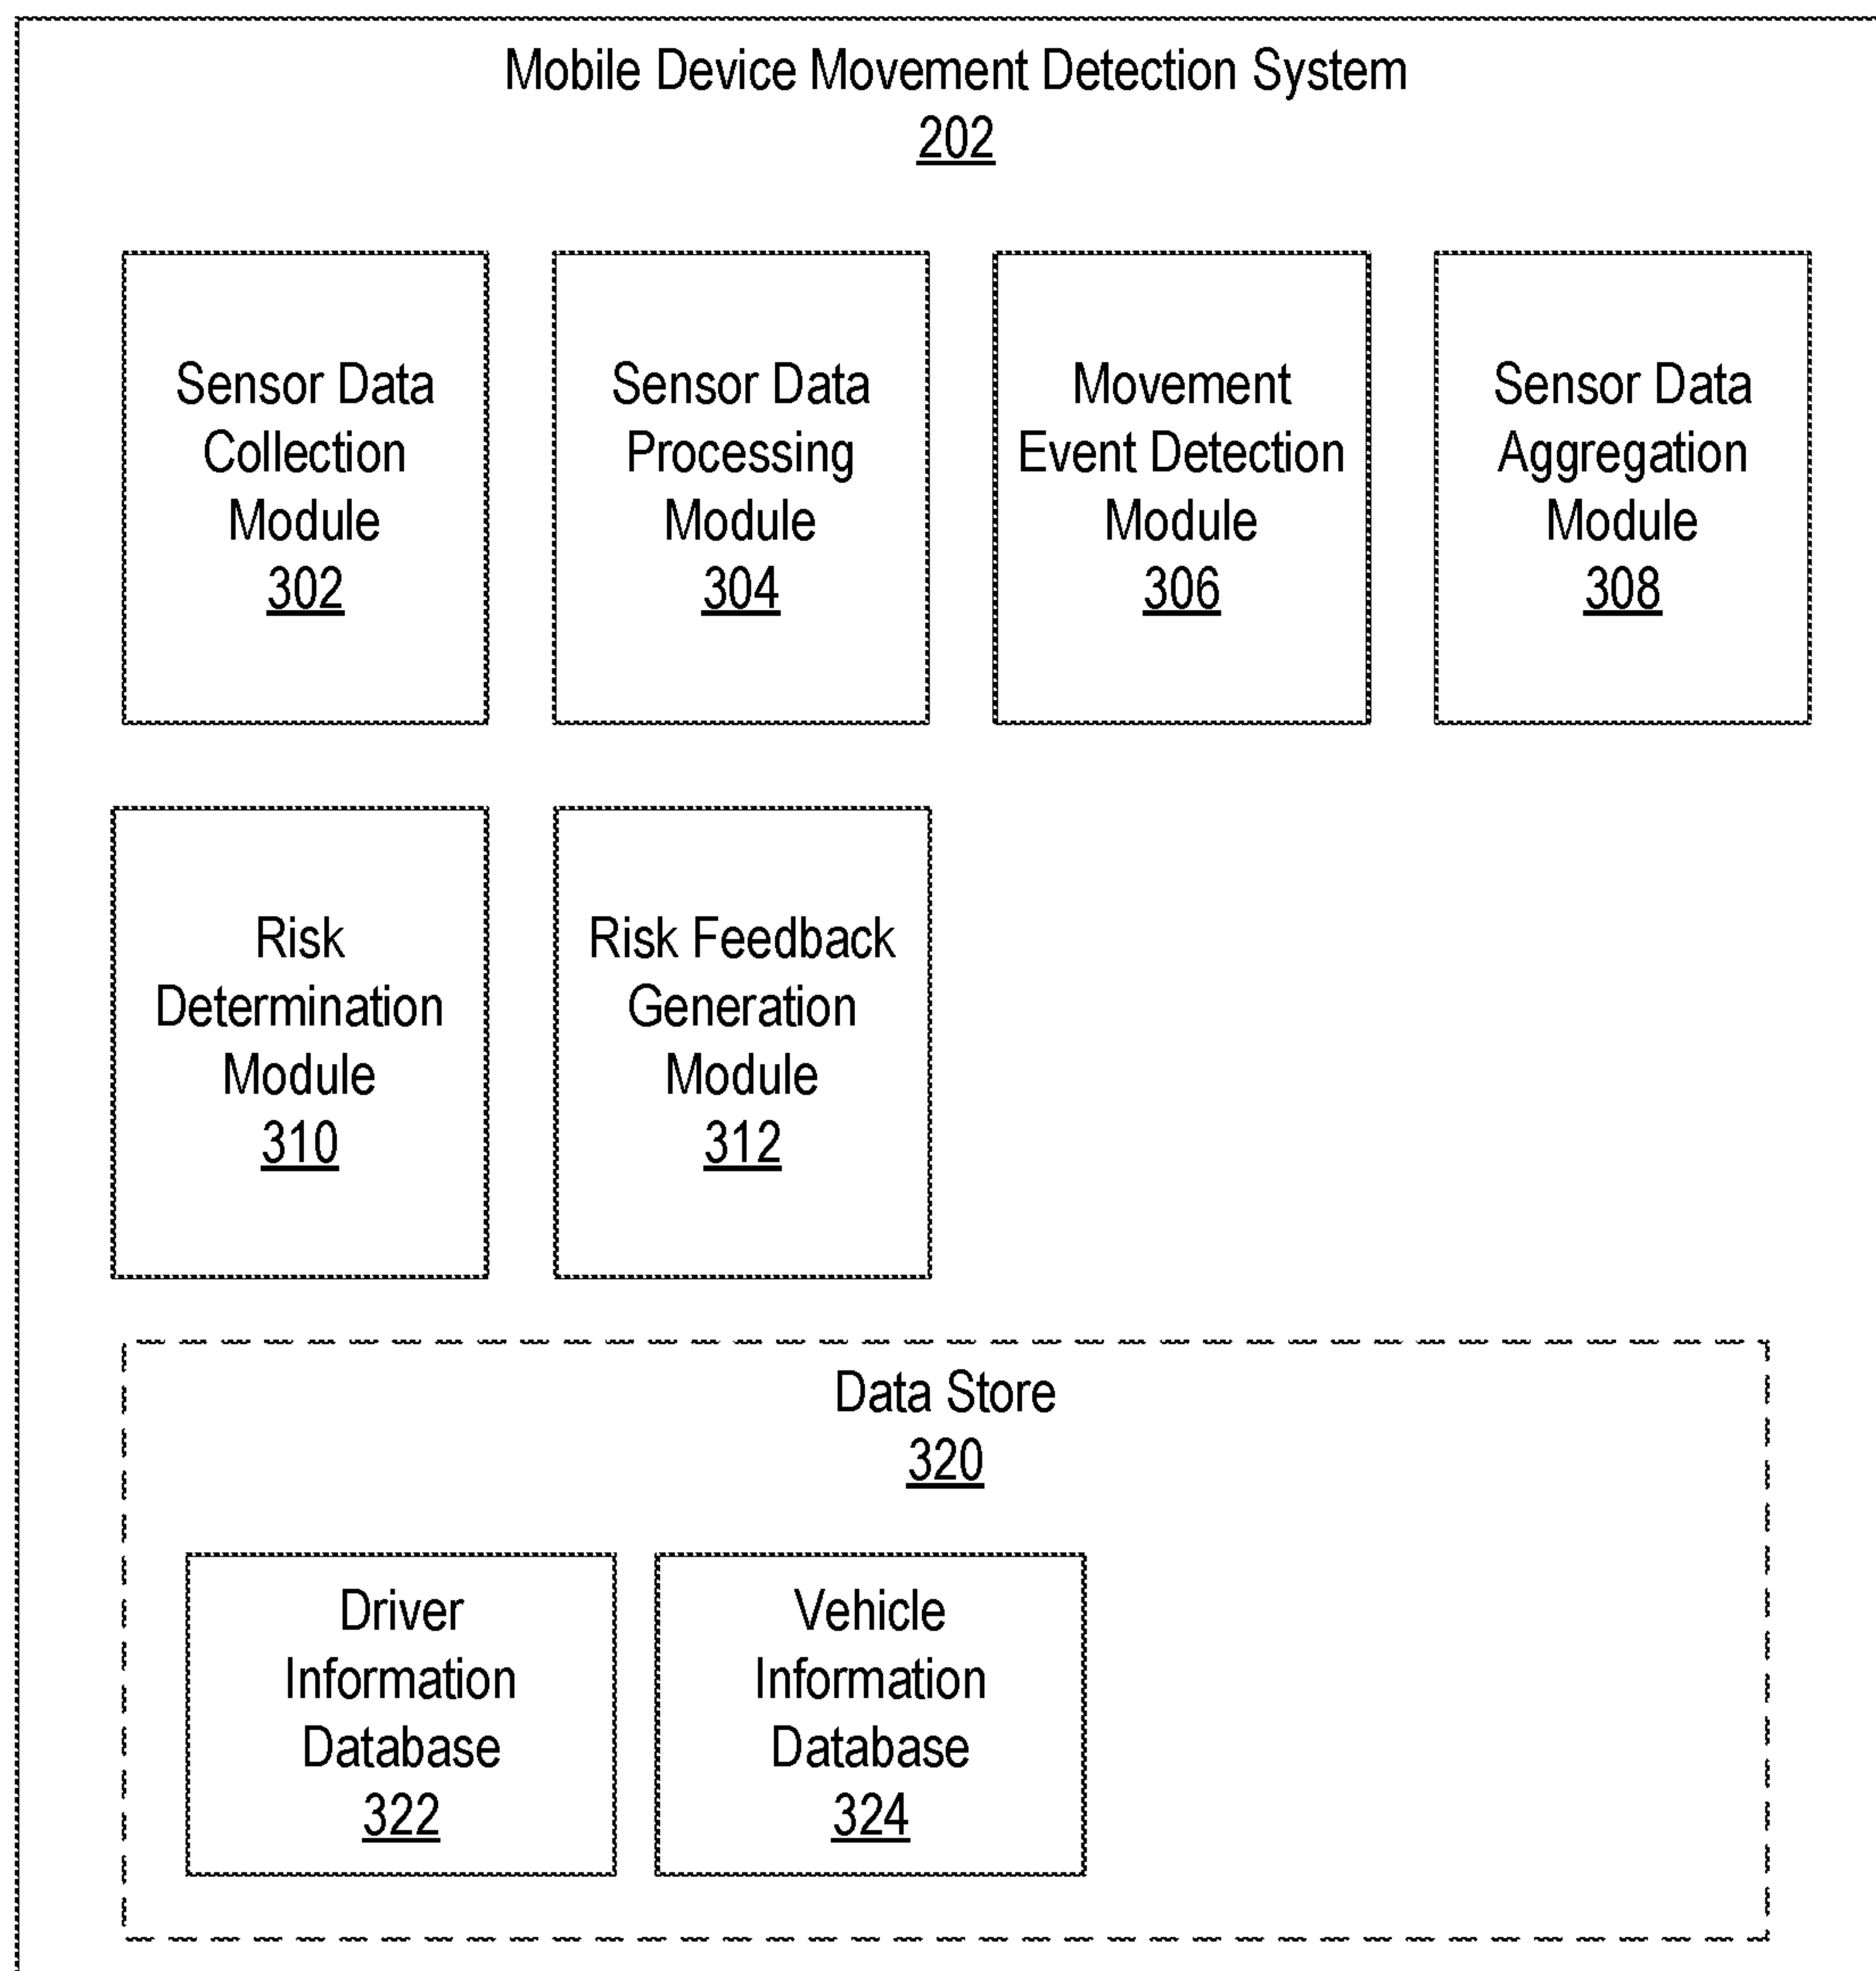 Mobile Device Movement Detection System
202
Sensor Data
Collection
Module
302
Sensor Data
Processing
Module
304
Movement
Event Detection
Module
306
Sensor Data
Aggregation
Module
308
Risk
Determination
Module
310
Risk Feedback
Generation
Module
312
Data Store
320
Driver
Information
Database
322
Vehicle
Information
Database
324